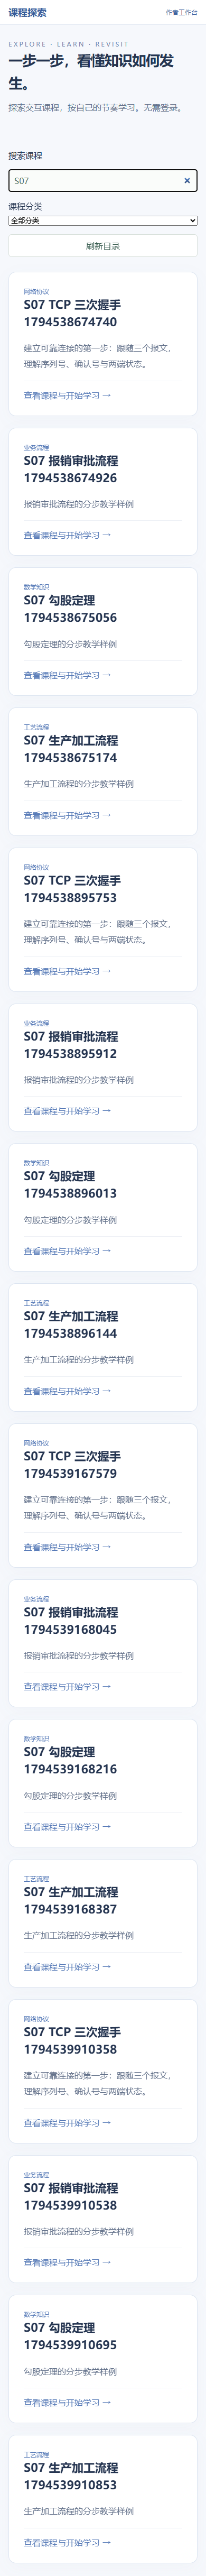 课程探索
作者工作台
EXPLORE · LEARN · REVISIT
一步一步，看懂知识如何发
生。
探索交互课程，按自己的节奏学习。无需登录。
搜索课程
S07
课程分类
全部分类
刷新目录
网络协议
S07 TCP 三次握手
1794538674740
建立可靠连接的第一步：跟随三个报文，
理解序列号、确认号与两端状态。
查看课程与开始学习 →
业务流程
S07 报销审批流程
1794538674926
报销审批流程的分步教学样例
查看课程与开始学习 →
数学知识
S07 勾股定理
1794538675056
勾股定理的分步教学样例
查看课程与开始学习 →
工艺流程
S07 生产加工流程
1794538675174
生产加工流程的分步教学样例
查看课程与开始学习 →
网络协议
S07 TCP 三次握手
1794538895753
建立可靠连接的第一步：跟随三个报文，
理解序列号、确认号与两端状态。
查看课程与开始学习 →
业务流程
S07 报销审批流程
1794538895912
报销审批流程的分步教学样例
查看课程与开始学习 →
数学知识
S07 勾股定理
1794538896013
勾股定理的分步教学样例
查看课程与开始学习 →
工艺流程
S07 生产加工流程
1794538896144
生产加工流程的分步教学样例
查看课程与开始学习 →
网络协议
S07 TCP 三次握手
1794539167579
建立可靠连接的第一步：跟随三个报文，
理解序列号、确认号与两端状态。
查看课程与开始学习 →
业务流程
S07 报销审批流程
1794539168045
报销审批流程的分步教学样例
查看课程与开始学习 →
数学知识
S07 勾股定理
1794539168216
勾股定理的分步教学样例
查看课程与开始学习 →
工艺流程
S07 生产加工流程
1794539168387
生产加工流程的分步教学样例
查看课程与开始学习 →
网络协议
S07 TCP 三次握手
1794539910358
建立可靠连接的第一步：跟随三个报文，
理解序列号、确认号与两端状态。
查看课程与开始学习 →
业务流程
S07 报销审批流程
1794539910538
报销审批流程的分步教学样例
查看课程与开始学习 →
数学知识
S07 勾股定理
1794539910695
勾股定理的分步教学样例
查看课程与开始学习 →
工艺流程
S07 生产加工流程
1794539910853
生产加工流程的分步教学样例
查看课程与开始学习 →